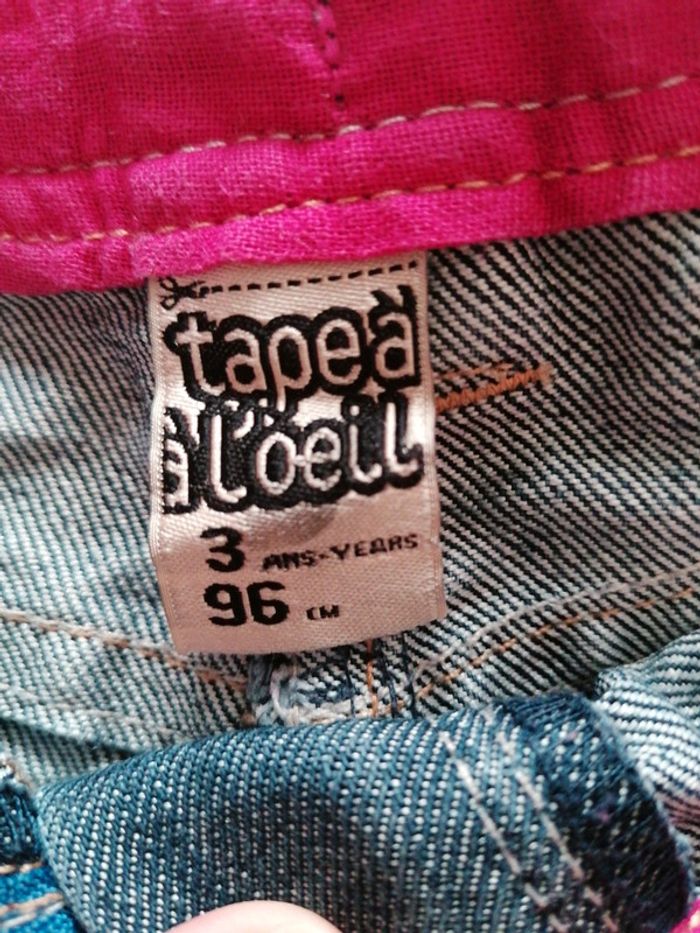 tape à
à l'oeil
3 ANS-YEARS
96 CM